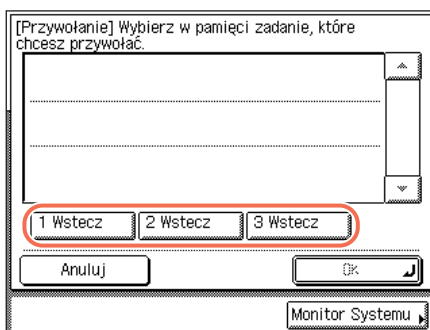 [Przywołanie] Wybierz w pamięci zadanie, które
chcesz przywołać.
1 Wstecz 2 Wstecz 3 Wstecz
Anuluj OK
Monitor Systemu